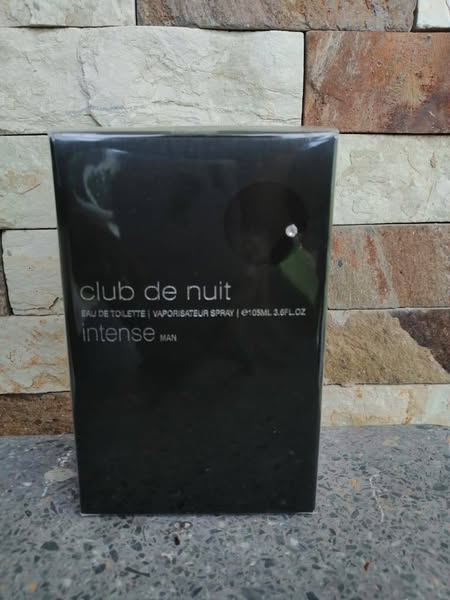 club de nuit
EAU DE TOILETTE | VAPORISATEUR SPRAY | ℮105ML 3.6FL.OZ
intense MAN